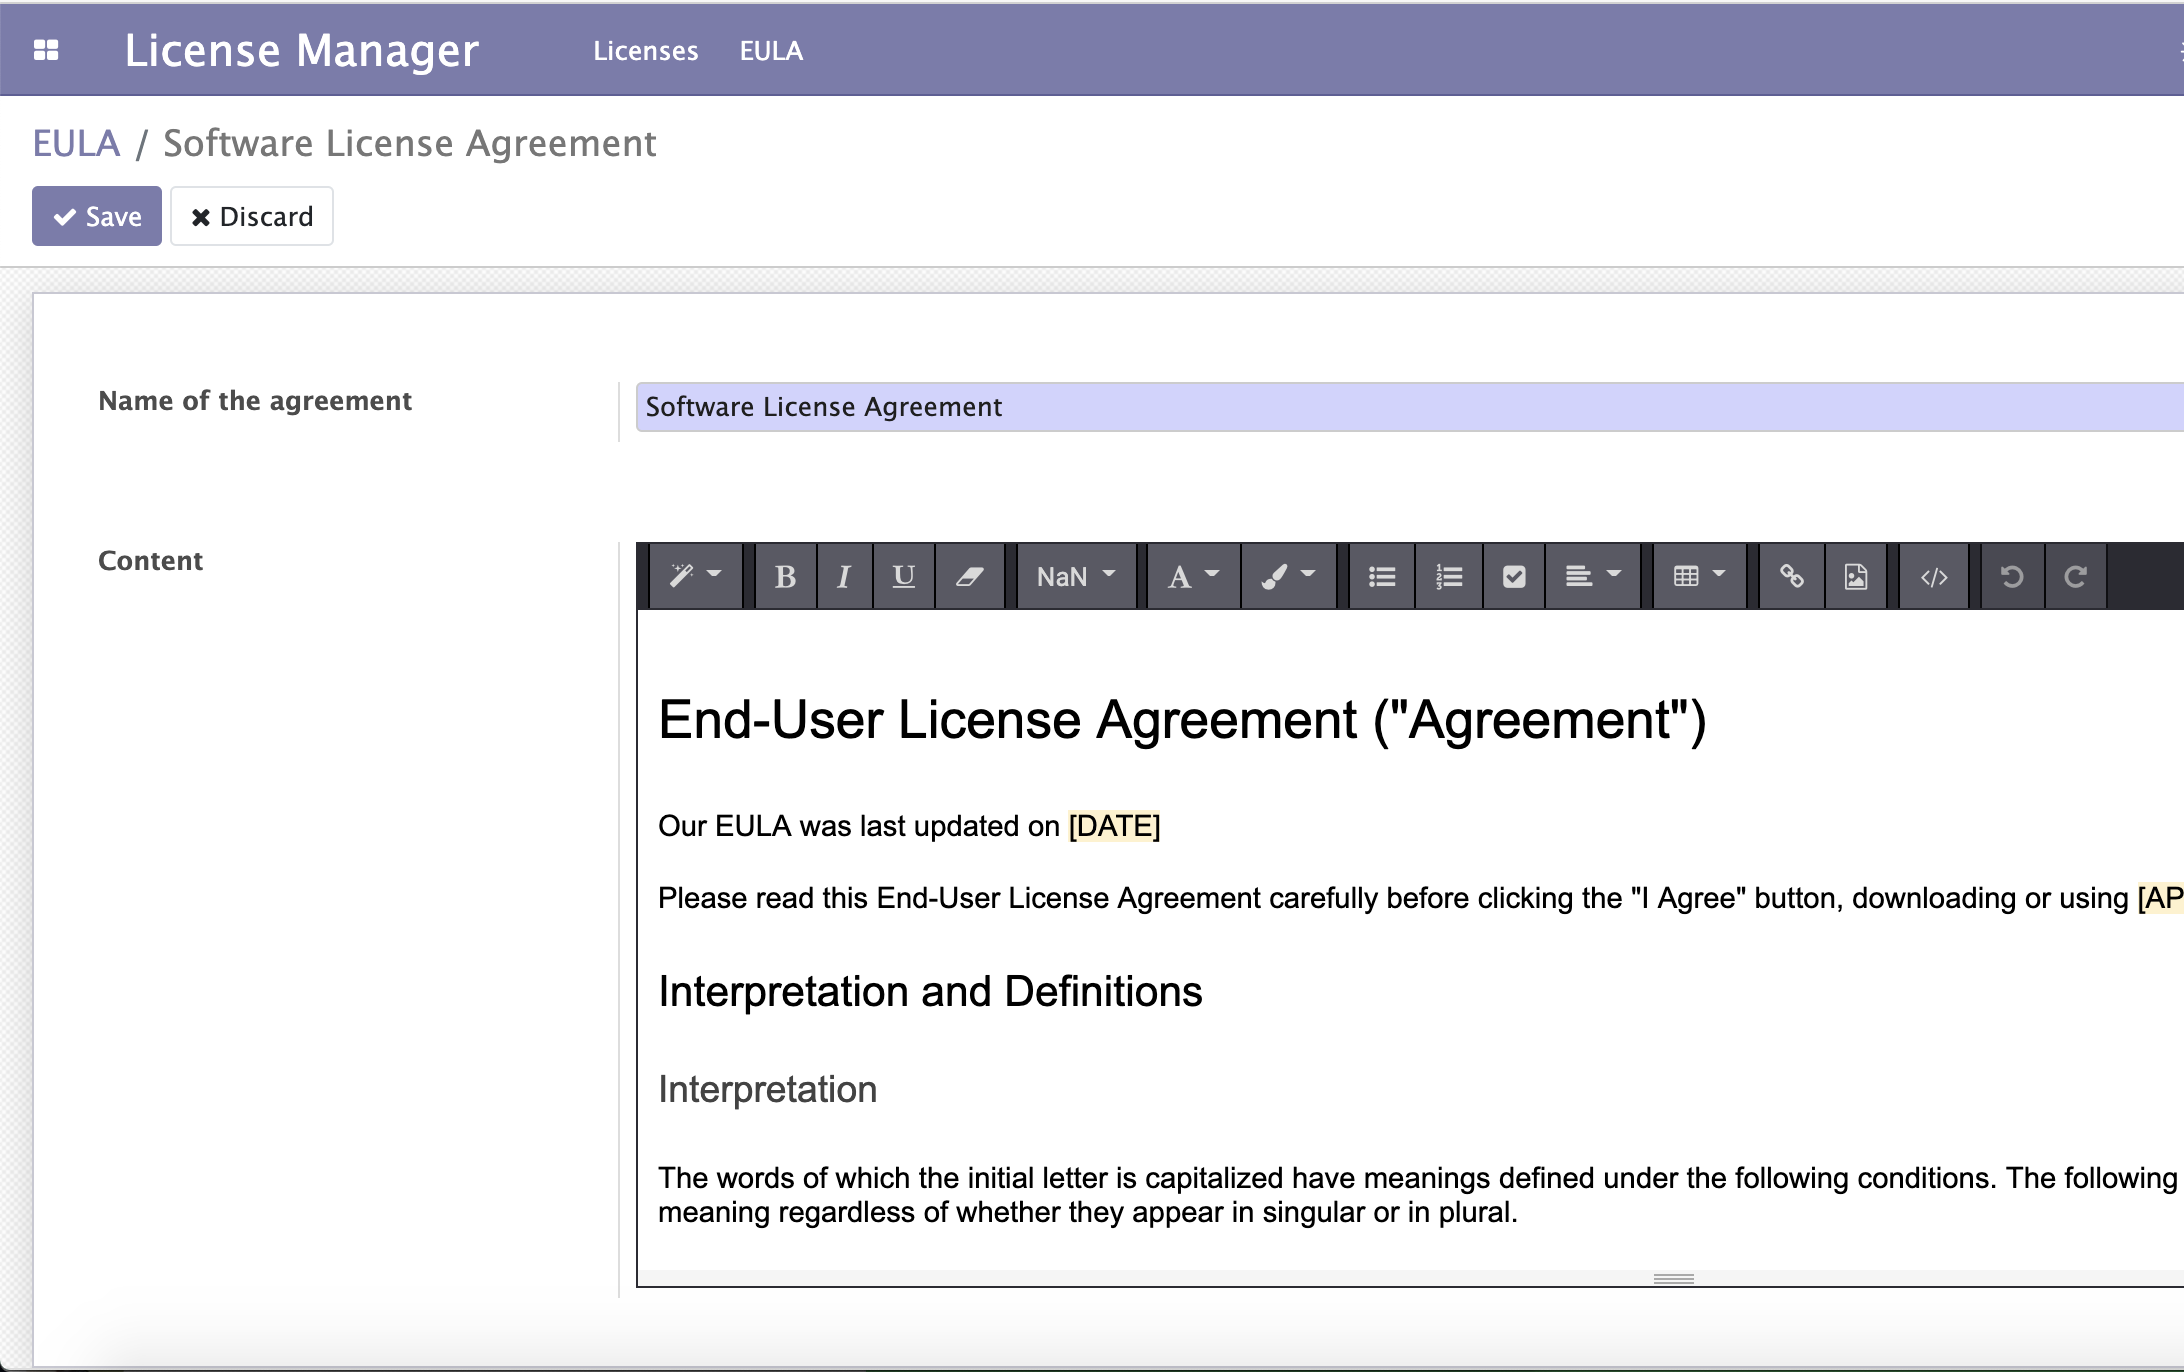 License Manager Licenses EULA
EULA / Software License Agreement
Save Discard
Name of the agreement Software License Agreement
Content
B I U NaN A
End-User License Agreement ("Agreement")
Our EULA was last updated on [DATE]
Please read this End-User License Agreement carefully before clicking the "I Agree" button, downloading or using
Interpretation and Definitions
Interpretation
The words of which the initial letter is capitalized have meanings defined under the following conditions. The following
meaning regardless of whether they appear in singular or in plural.